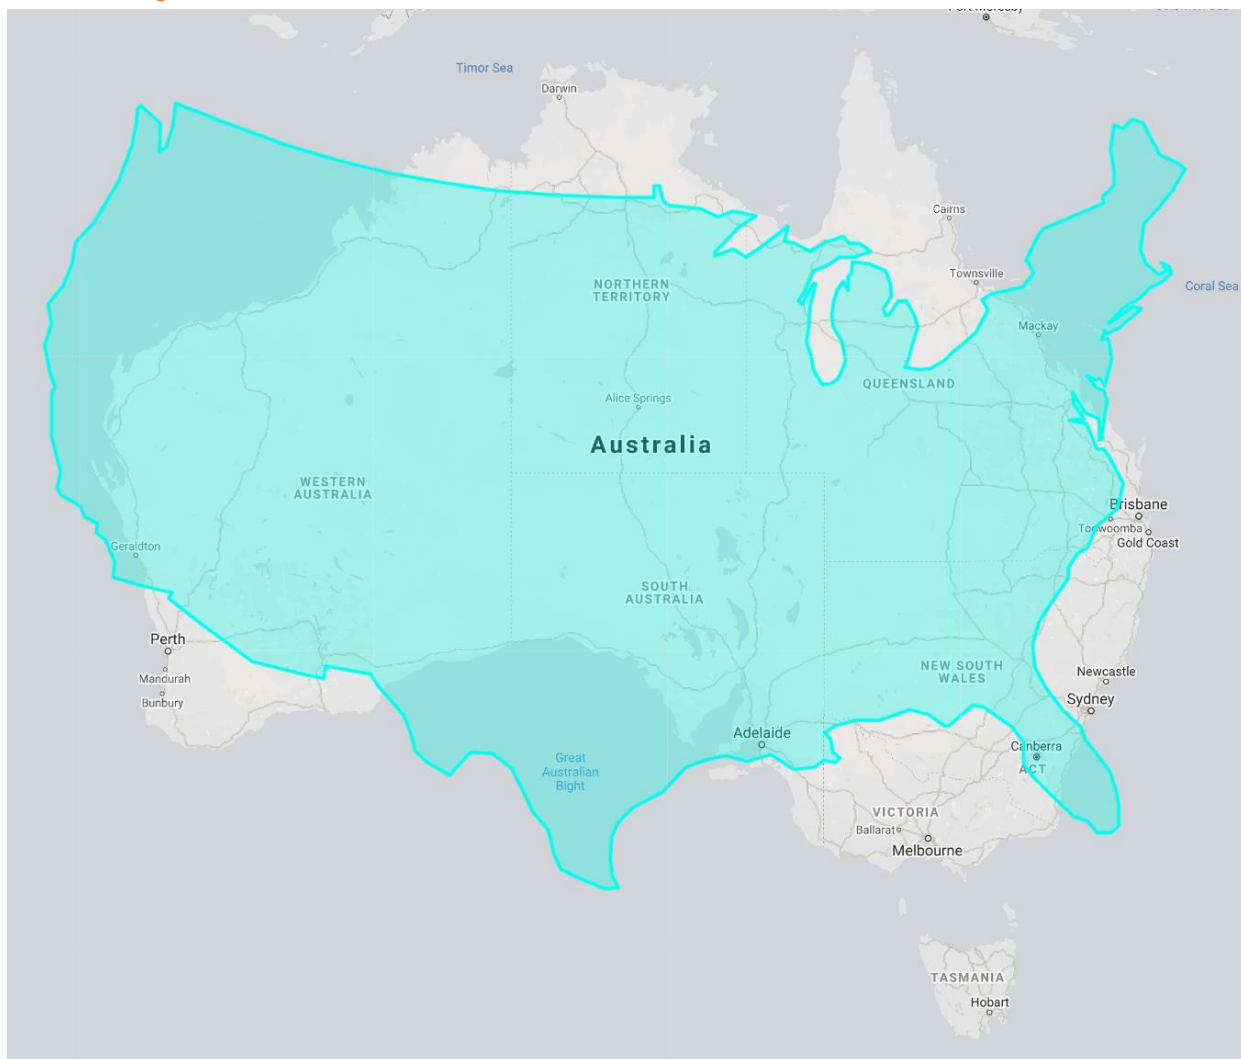 Timor Sea
Darwin
Cairns
Townsville
Coral Sea
NORTHERN
TERRITORY
Mackay
QUEENSLAND
Alice Springs
Australia
WESTERN
AUSTRALIA
Brisbane
Toowoomba
Gold Coast
Geraldton
SOUTH
AUSTRALIA
Perth
Mandurah
Bunbury
NEW SOUTH
WALES
Newcastle
Sydney
Adelaide
Canberra
ACT
Great
Australian
Bight
VICTORIA
Ballarat
Melbourne
TASMANIA
Hobart